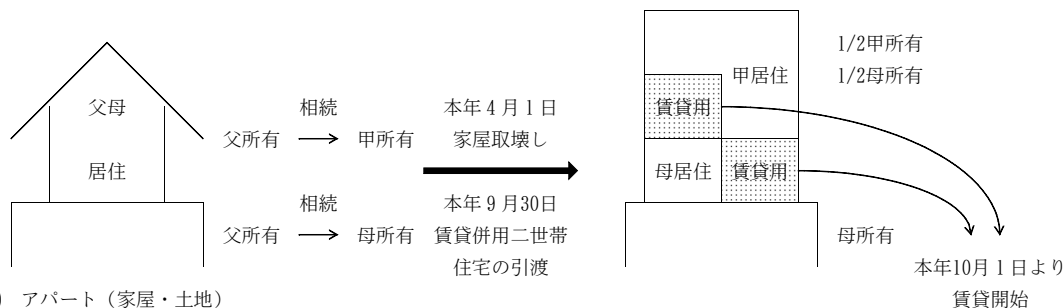 父母
居住
父所有
相続
甲所有
父所有
相続
母所有
本年4月1日
家屋取壊し
本年9月30日
賃貸併用二世帯
住宅の引渡
甲居住
賃貸用
母居住
賃貸用
1/2甲所有
1/2母所有
母所有
本年10月1日より
賃貸開始
) アパート（家屋・土地）